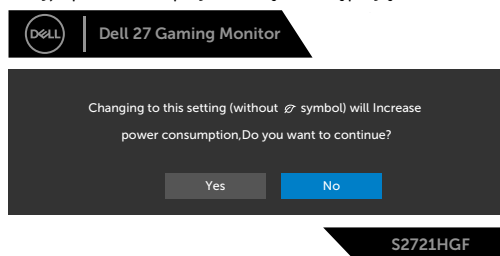 DELL
Dell 27 Gaming Monitor
Changing to this setting (without symbol) will Increase
power consumption,Do you want to continue?
Yes
No
S2721HGF